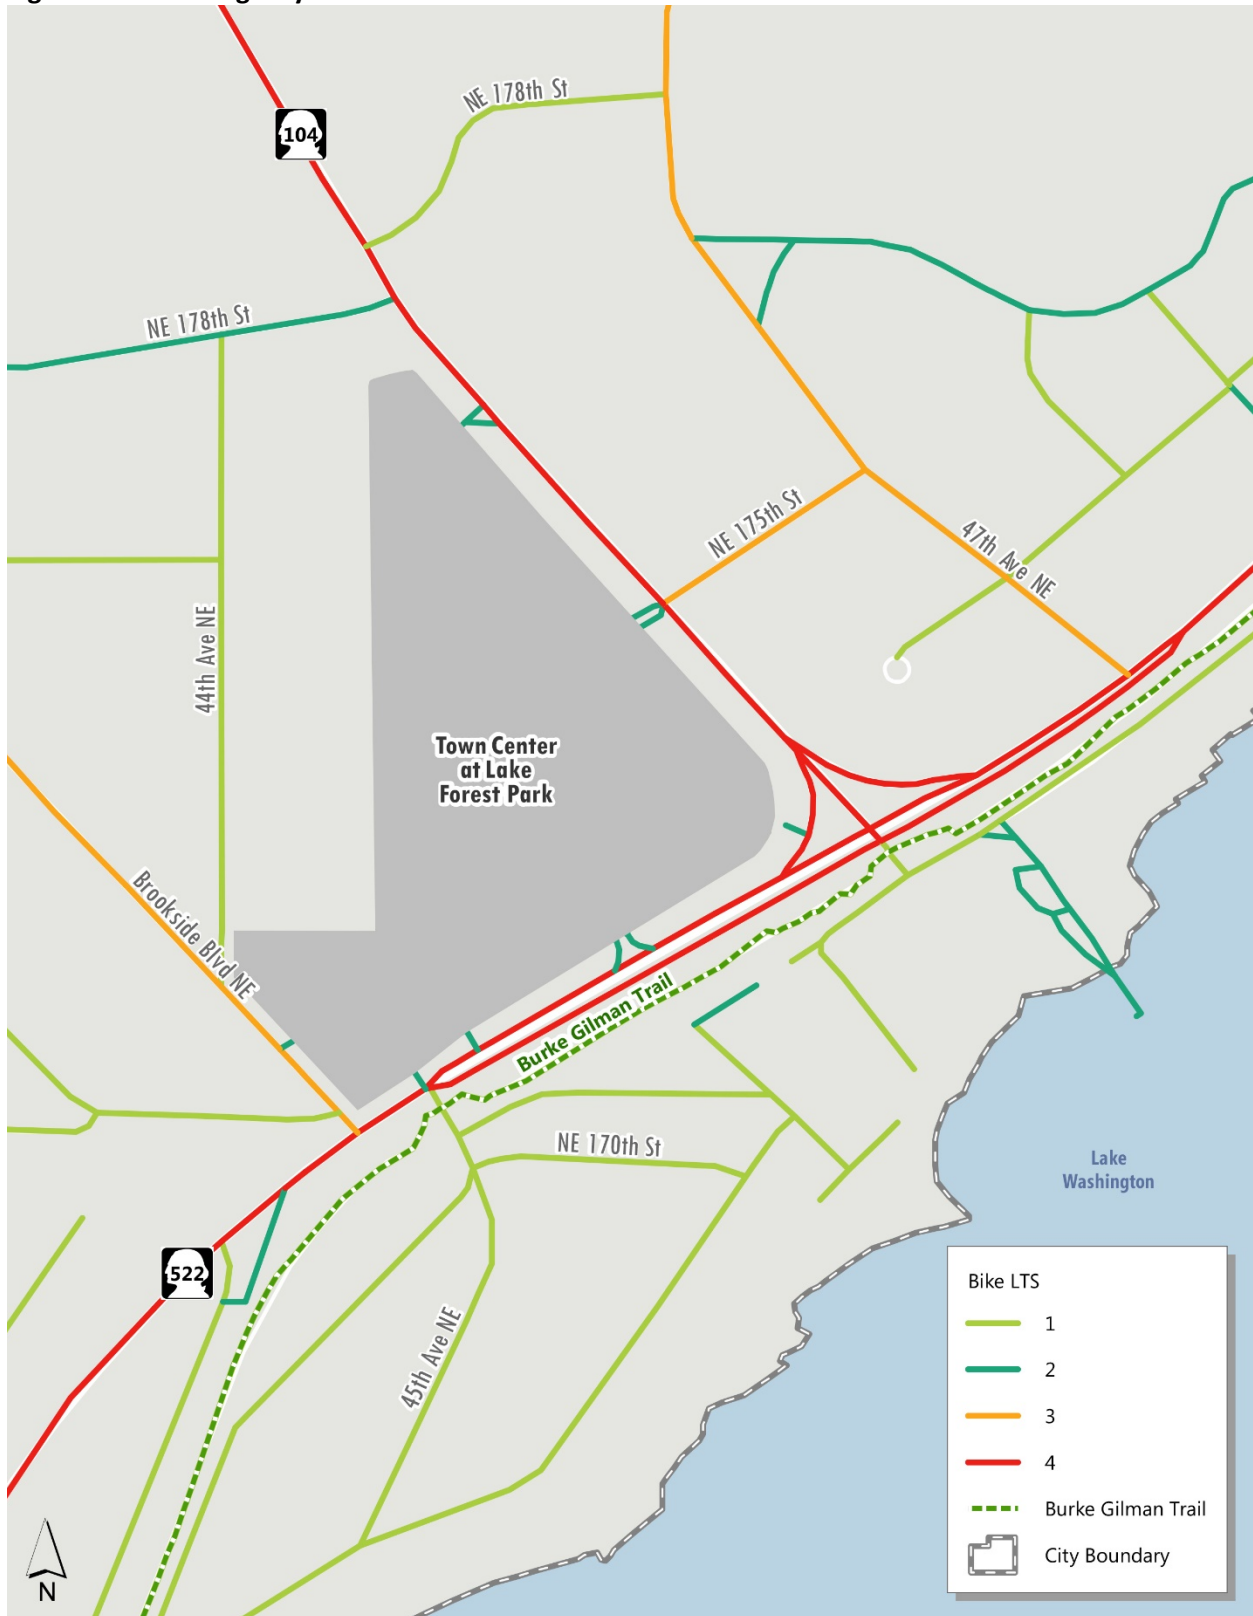 NE 178th St
104
NE 178th St
NE 175th St
47th Ave NE
44th Ave NE
Town Center
at Lake
Forest Park
Brookside Blvd NE
Burke Gilman Trail
NE 170th St
Lake
Washington
522
45th Ave NE
Bike LTS
1
2
3
4
Burke Gilman Trail
City Boundary
N